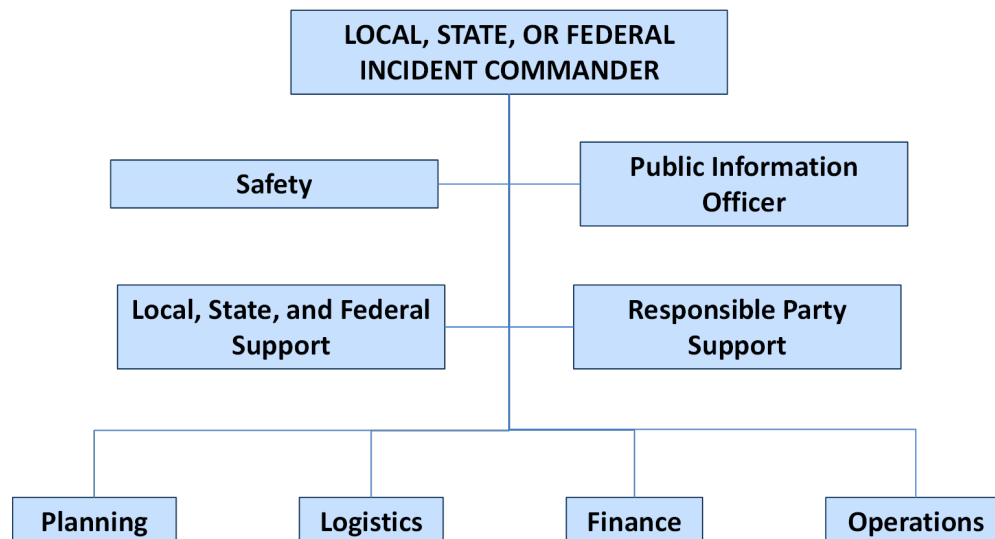 LOCAL, STATE, OR FEDERAL
INCIDENT COMMANDER
Safety
Public Information
Officer
Local, State, and Federal
Support
Responsible Party
Support
Planning
Logistics
Finance
Operations